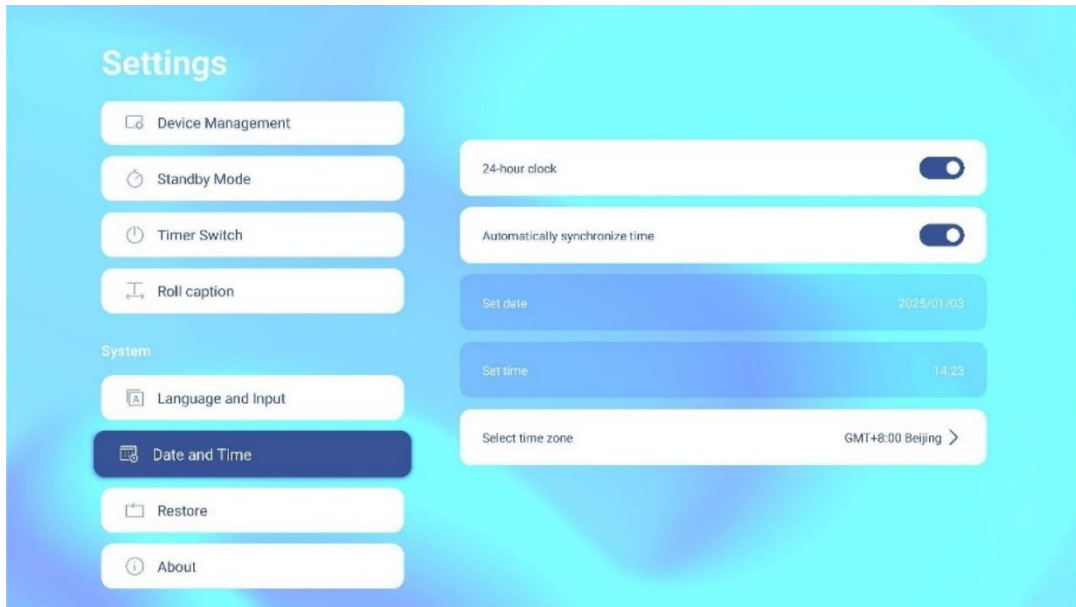 Settings
Device Management
Standby Mode
Timer Switch
Roll caption
System
Language and Input
Date and Time
Restore
About
24-hour clock
Automatically synchronize time
Set date 2025/01/03
Set time 14:23
Select time zone GMT+8:00 Beijing